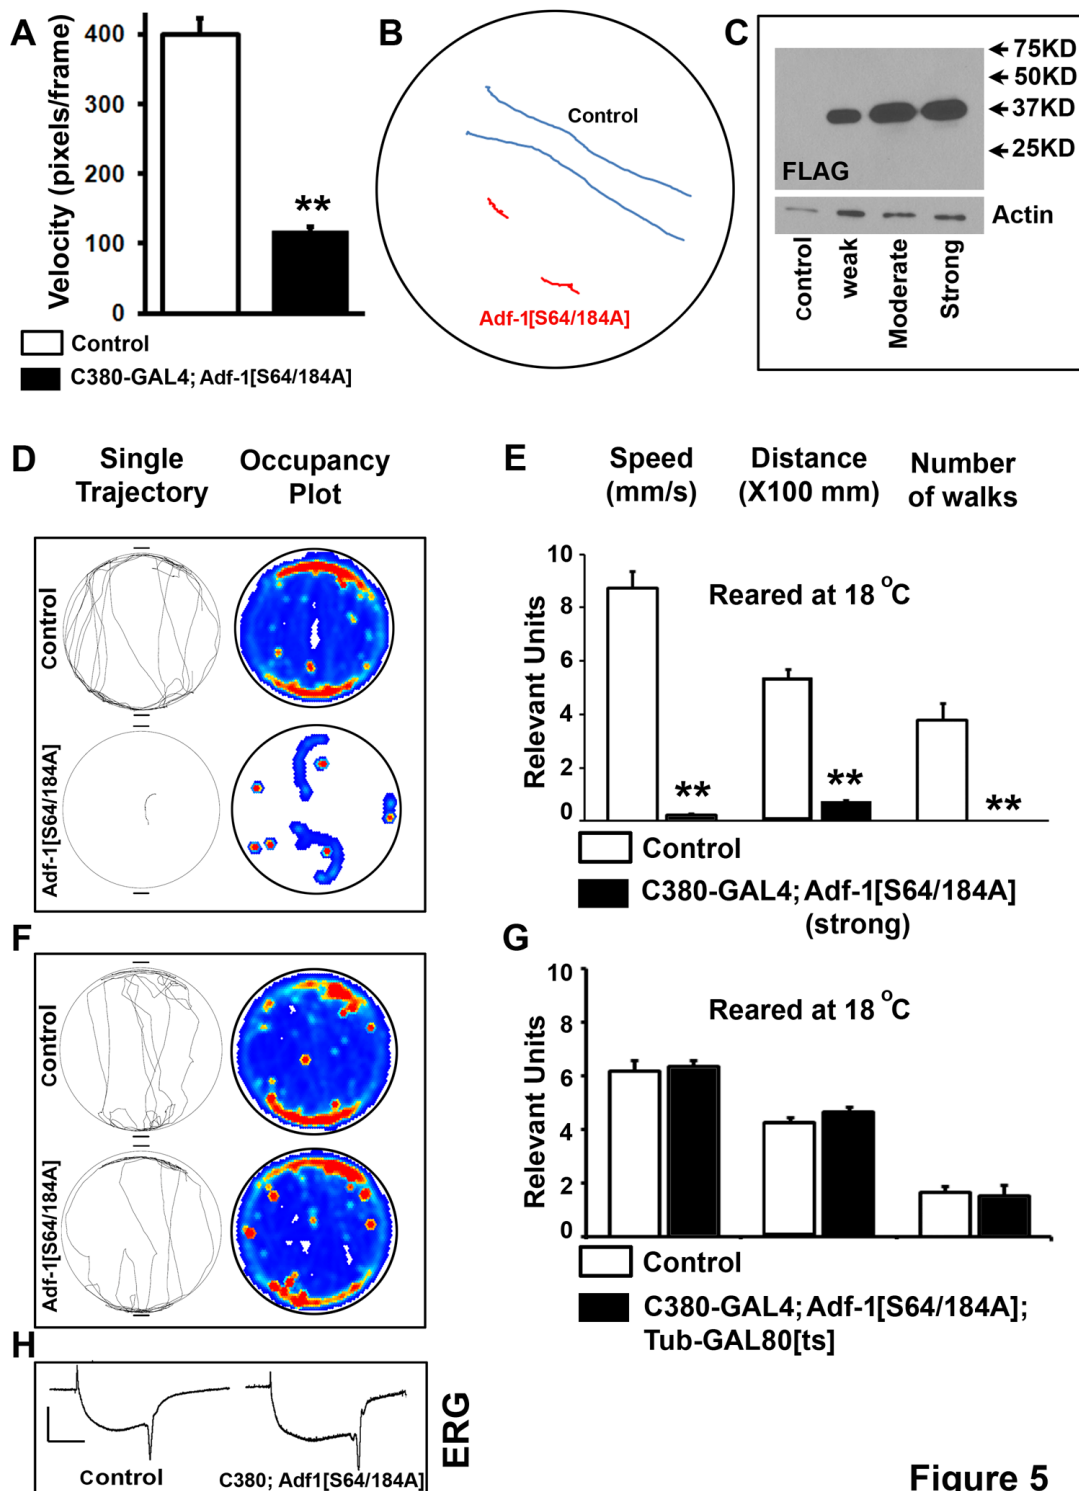 A
Velocity (pixels/frame)
400
300
200
100
0
**
Control
C380-GAL4; Adf-1[S64/184A]
B
Control
Adf-1[S64/184A]
C
75KD
50KD
37KD
25KD
FLAG
Actin
Control
weak
Moderate
Strong
D
Single
Trajectory
Occupancy
Plot
Control
Adf-1[S64/184A]
E
Speed
(mm/s)
Distance
(X100 mm)
Number
of walks
Relevant Units
10
8
6
4
2
0
Reared at 18 °C
**
**
**
Control
C380-GAL4; Adf-1[S64/184A]
(strong)
F
Control
Adf-1[S64/184A]
G
Relevant Units
10
8
6
4
2
0
Reared at 18 °C
Control
C380-GAL4; Adf-1[S64/184A];
Tub-GAL80[ts]
H
Control
C380; Adf1[S64/184A]
ERG
Figure 5